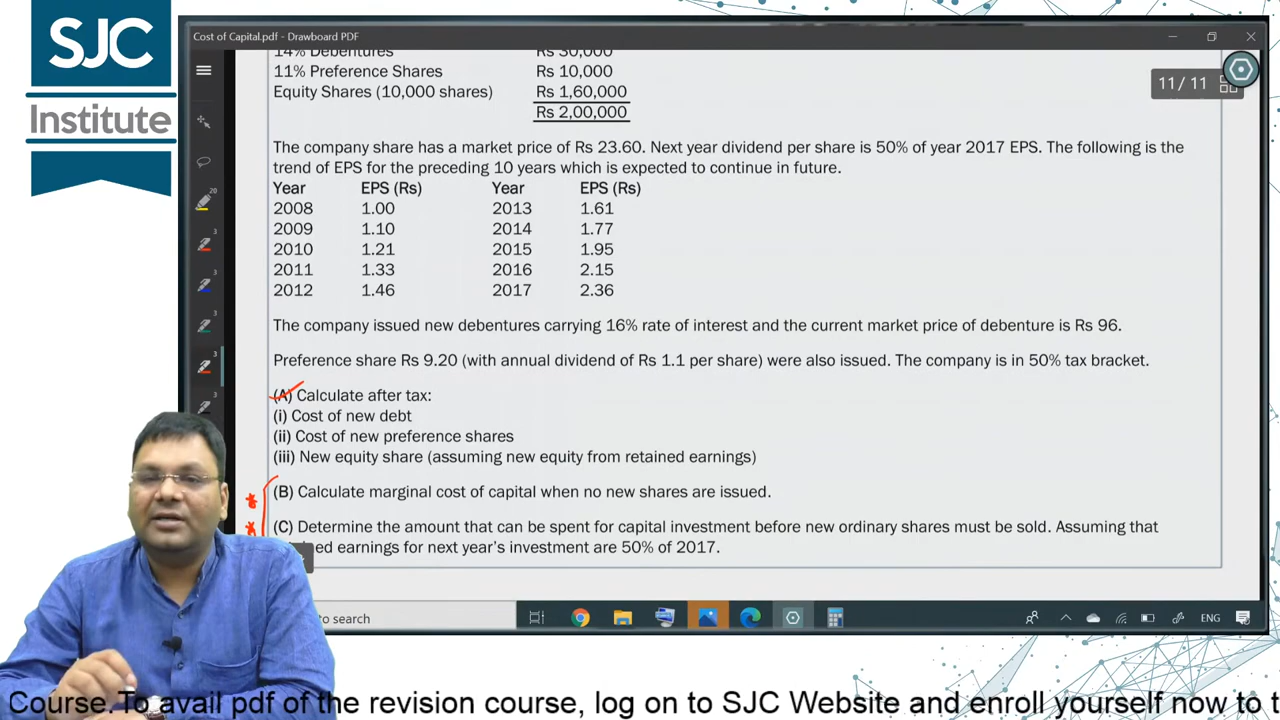 SJC
Institute
Cost of Capital.pdf - Drawboard PDF
11 / 11
14% Debentures Rs 30,000
11% Preference Shares Rs 10,000
Equity Shares (10,000 shares) Rs 1,60,000
Rs 2,00,000
The company share has a market price of Rs 23.60. Next year dividend per share is 50% of year 2017 EPS. The following is the
trend of EPS for the preceding 10 years which is expected to continue in future.
Year EPS (Rs) Year EPS (Rs)
2008 1.00 2013 1.61
2009 1.10 2014 1.77
2010 1.21 2015 1.95
2011 1.33 2016 2.15
2012 1.46 2017 2.36
The company issued new debentures carrying 16% rate of interest and the current market price of debenture is Rs 96.
Preference share Rs 9.20 (with annual dividend of Rs 1.1 per share) were also issued. The company is in 50% tax bracket.
(A) Calculate after tax:
(i) Cost of new debt
(ii) Cost of new preference shares
(iii) New equity share (assuming new equity from retained earnings)
(B) Calculate marginal cost of capital when no new shares are issued.
(C) Determine the amount that can be spent for capital investment before new ordinary shares must be sold. Assuming that
ed earnings for next year's investment are 50% of 2017.
20
3
3
3
3
3
to search
ENG
Course. To avail pdf of the revision course, log on to SJC Website and enroll yourself now to t